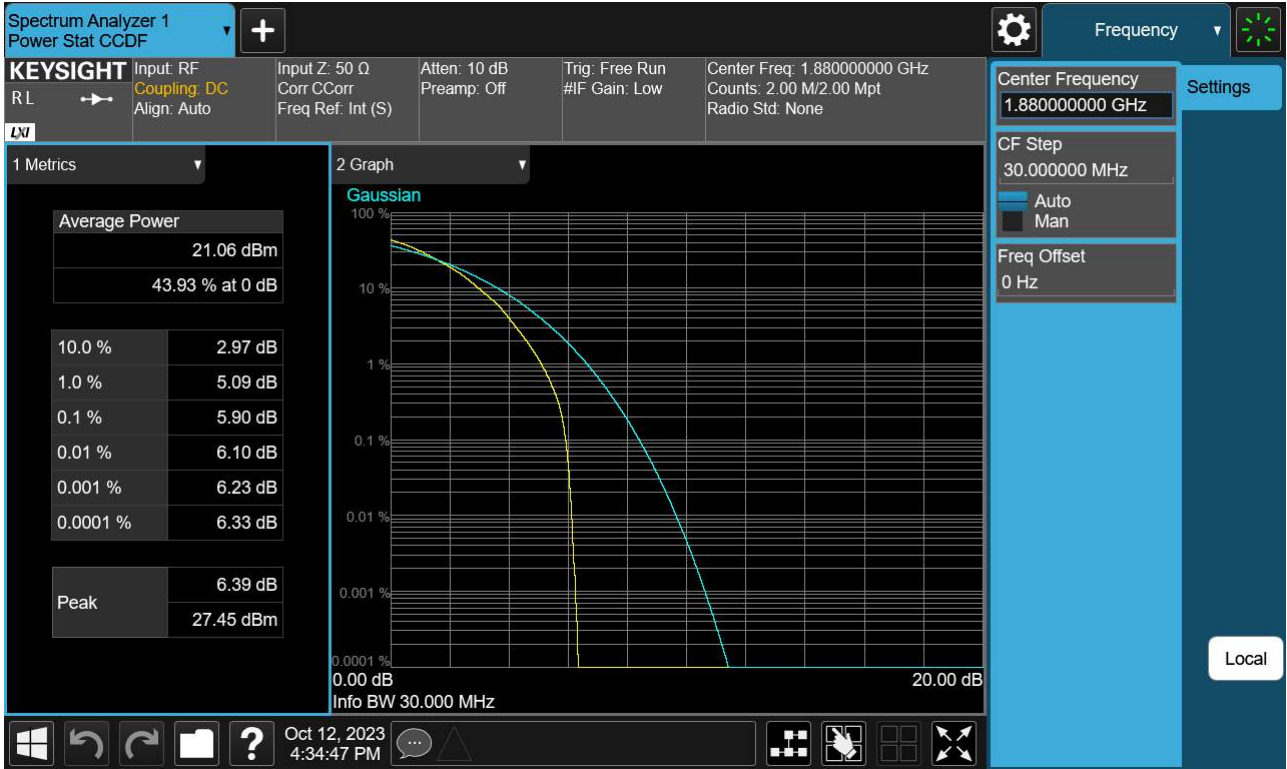 Spectrum Analyzer 1
Power Stat CCDF
Frequency
KEYSIGHT
R L
LXI
Input: RF
Coupling: DC
Align: Auto
Input Z: 50 Ω
Corr CCorr
Freq Ref: Int (S)
Atten: 10 dB
Preamp: Off
Trig: Free Run
#IF Gain: Low
Center Freq: 1.880000000 GHz
Counts: 2.00 M/2.00 Mpt
Radio Std: None
1 Metrics
Average Power
21.06 dBm
43.93 % at 0 dB
10.0 % 2.97 dB
1.0 % 5.09 dB
0.1 % 5.90 dB
0.01 % 6.10 dB
0.001 % 6.23 dB
0.0001 % 6.33 dB
Peak
6.39 dB
27.45 dBm
2 Graph
Gaussian
100 %
10 %
1 %
0.1 %
0.01 %
0.001 %
0.0001 %
0.00 dB 20.00 dB
Info BW 30.000 MHz
Center Frequency
1.880000000 GHz
CF Step
30.000000 MHz
Auto
Man
Freq Offset
0 Hz
Settings
Local
?
Oct 12, 2023
4:34:47 PM